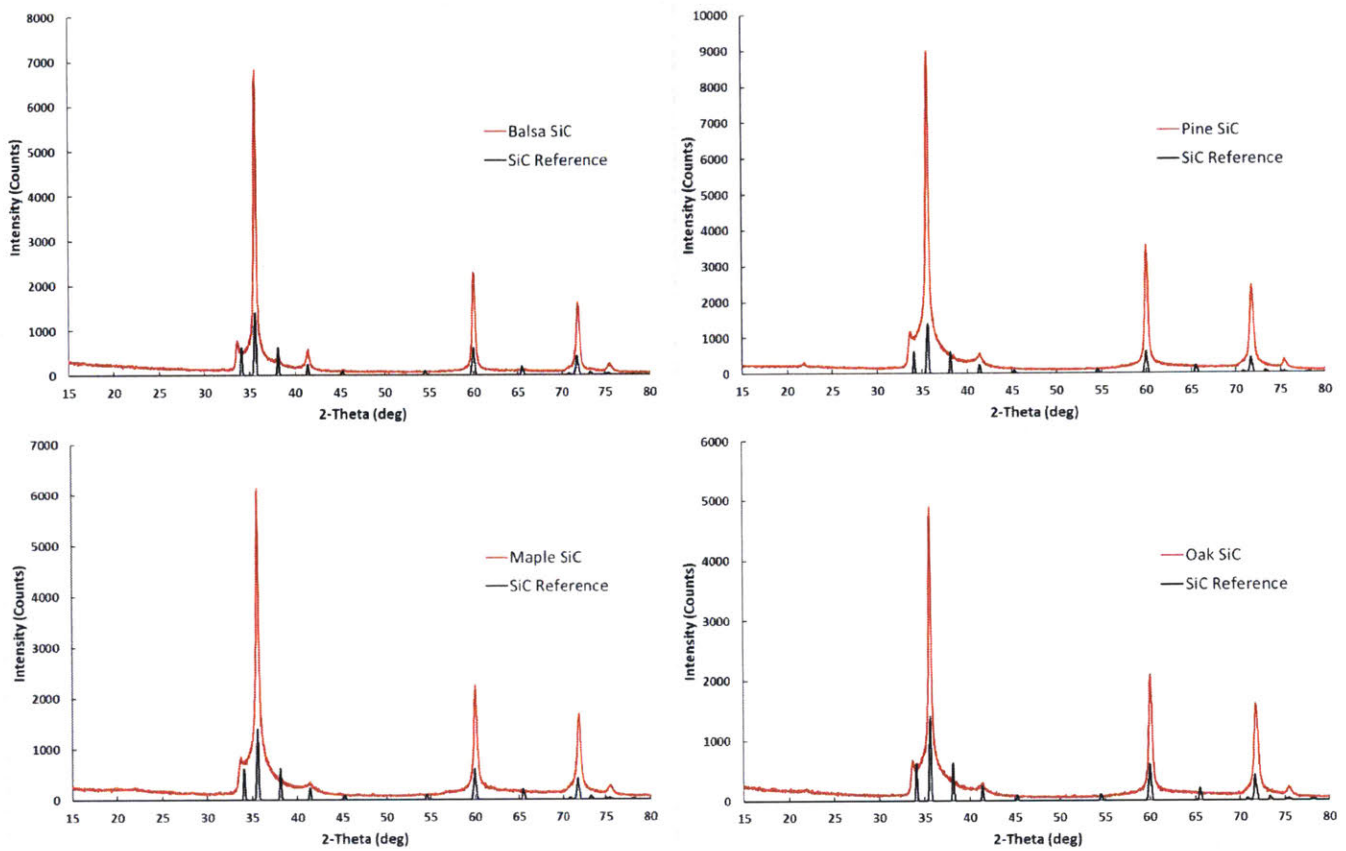 8000
7000
6000
5000
4000
3000
2000
1000
0
Intensity (Counts)
Balsa SiC
SiC Reference
15 20 25 30 35 40 45 50 55 60 65 70 75 80
2-Theta (deg)
10000
9000
8000
7000
6000
5000
4000
3000
2000
1000
0
Intensity (Counts)
Pine SiC
SiC Reference
15 20 25 30 35 40 45 50 55 60 65 70 75 80
2-Theta (deg)
7000
6000
5000
4000
3000
2000
1000
0
Intensity (Counts)
Maple SiC
SiC Reference
15 20 25 30 35 40 45 50 55 60 65 70 75 80
2-Theta (deg)
6000
5000
4000
3000
2000
1000
0
Intensity (Counts)
Oak SiC
SiC Reference
15 20 25 30 35 40 45 50 55 60 65 70 75 80
2-Theta (deg)